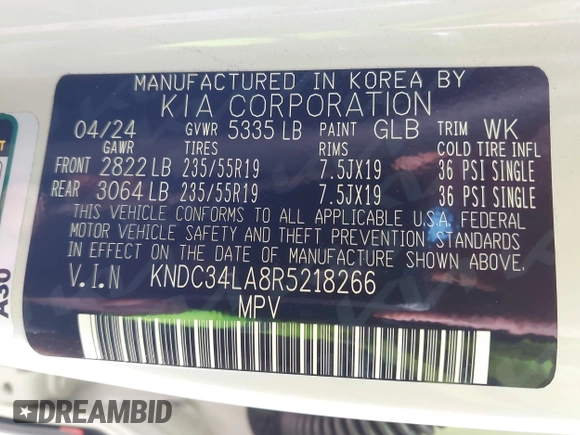 MANUFACTURED IN KOREA BY
KIA CORPORATION
04/24 GVWR 5335 LB PAINT GLB TRIM WK
GAWR TIRES RIMS COLD TIRE INFL
FRONT 2822 LB 235/55R19 7.5JX19 36 PSI SINGLE
REAR 3064 LB 235/55R19 7.5JX19 36 PSI SINGLE
THIS VEHICLE CONFORMS TO ALL APPLICABLE U.S.A. FEDERAL
MOTOR VEHICLE SAFETY AND THEFT PREVENTION STANDARDS
IN EFFECT ON THE DATE OF MANUFACTURE SHOWN ABOVE.
V.I.N KNDC34LA8R5218266
MPV
A30
DREAMBID